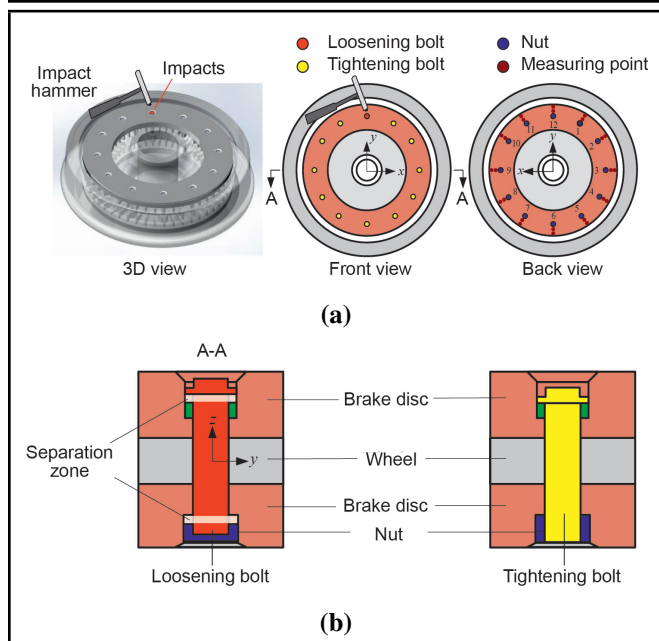 Loosening bolt
Tightening bolt
Nut
Measuring point
Impact
hammer
Impacts
y
x
A
A
12
1
2
3
4
5
6
7
8
9
10
11
y
x
3D view
Front view
Back view
(a)
A-A
Brake disc
Separation
zone
z
y
Wheel
Brake disc
Nut
Loosening bolt
Tightening bolt
(b)